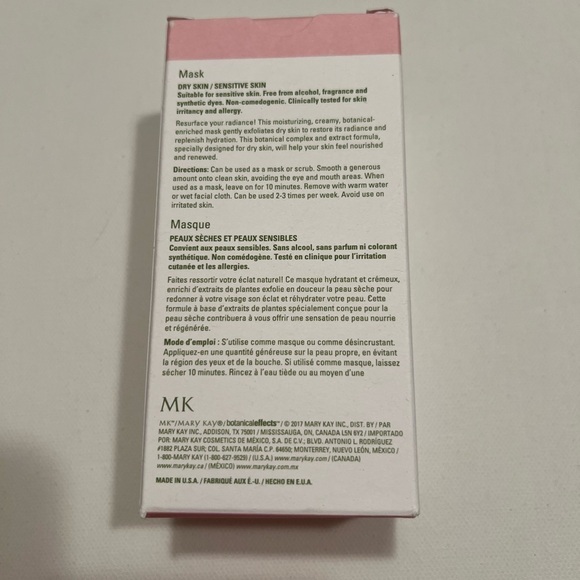 Mask
DRY SKIN / SENSITIVE SKIN
Suitable for sensitive skin. Free from alcohol, fragrance and
synthetic dyes. Non-comedogenic. Clinically tested for skin
irritancy and allergy.
Resurface your radiance! This moisturizing, creamy, botanical-
enriched mask gently exfoliates dry skin to restore its radiance and
replenish hydration. This botanical complex and extract formula,
specially designed for dry skin, will help your skin feel nourished
and renewed.
Directions: Can be used as a mask or scrub. Smooth a generous
amount onto clean skin, avoiding the eye and mouth areas. When
used as a mask, leave on for 10 minutes. Remove with warm water
or wet facial cloth. Can be used 2-3 times per week. Avoid use on
irritated skin.
Masque
PEAUX SÈCHES ET PEAUX SENSIBLES
Convient aux peaux sensibles. Sans alcool, sans parfum ni colorant
synthétique. Non comédogène. Testé en clinique pour l'irritation
cutanée et les allergies.
Faites ressortir votre éclat naturel! Ce masque hydratant et crémeux,
enrichi d'extraits de plantes exfolie en douceur la peau sèche pour
redonner à votre visage son éclat et réhydrater votre peau. Cette
formule à base d'extraits de plantes spécialement conçue pour la
peau sèche contribuera à vous offrir une sensation de peau nourrie
et régénérée.
Mode d'emploi : S'utilise comme masque ou comme désincrustant.
Appliquez-en une quantité généreuse sur la peau propre, en évitant
la région des yeux et de la bouche. Si utilisé comme masque, laissez
sécher 10 minutes. Rincez à l'eau tiède ou au moyen d'une
MK
MK™/MARY KAY®/botanicaleffects™/ © 2017 MARY KAY INC., DIST. BY / PAR
MARY KAY INC., ADDISON, TX 75001 / MISSISSAUGA, ON, CANADA L5N 6Y2 / IMPORTADO
POR: MARY KAY COSMETICS DE MÉXICO, S.A. DE C.V.; BLVD. ANTONIO L. RODRÍGUEZ
#1882 PLAZA SUR; COL. SANTA MARÍA C.P. 64650; MONTERREY, NUEVO LEÓN, MÉXICO /
1-800-MARY KAY (1-800-627-9529) / (U.S.A.) www.marykay.com / (CANADA)
www.marykay.ca / (MÉXICO) www.marykay.com.mx
MADE IN U.S.A. / FABRIQUÉ AUX É.-U. / HECHO EN E.U.A.